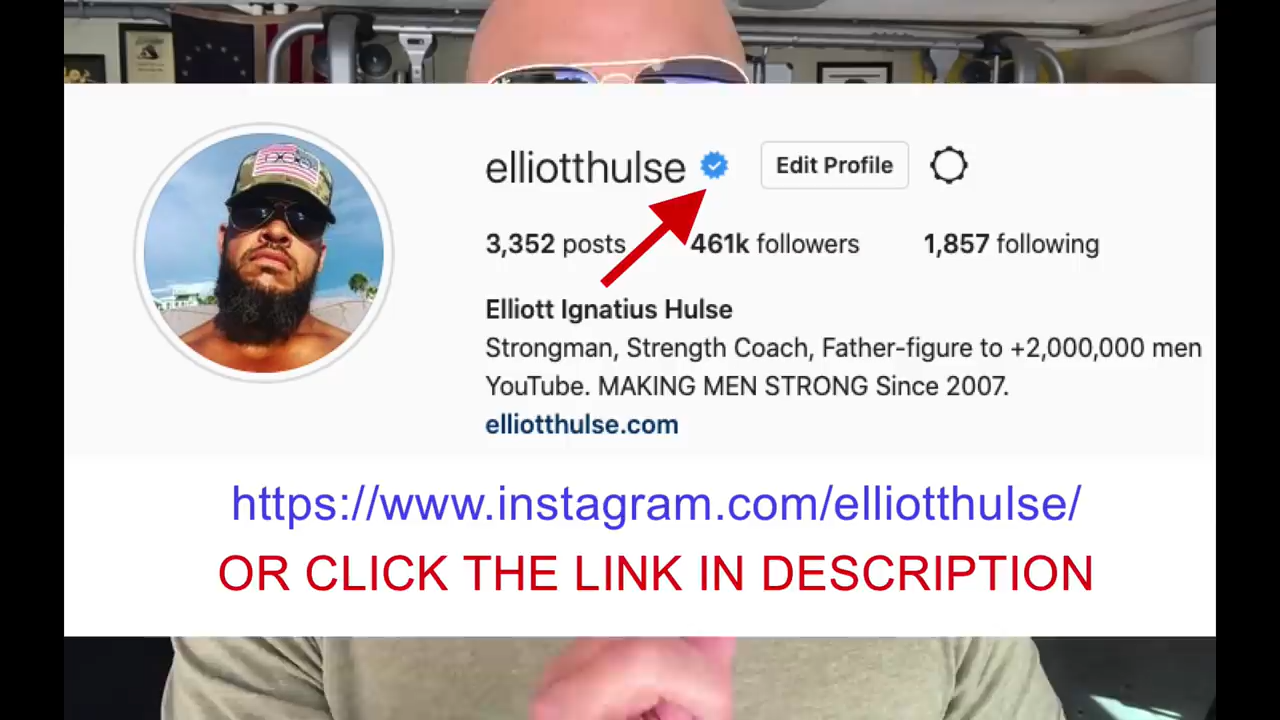 elliotthulse Edit Profile
3,352 posts 461k followers 1,857 following
Elliott Ignatius Hulse
Strongman, Strength Coach, Father-figure to +2,000,000 men
YouTube. MAKING MEN STRONG Since 2007.
elliotthulse.com
https://www.instagram.com/elliotthulse/
OR CLICK THE LINK IN DESCRIPTION